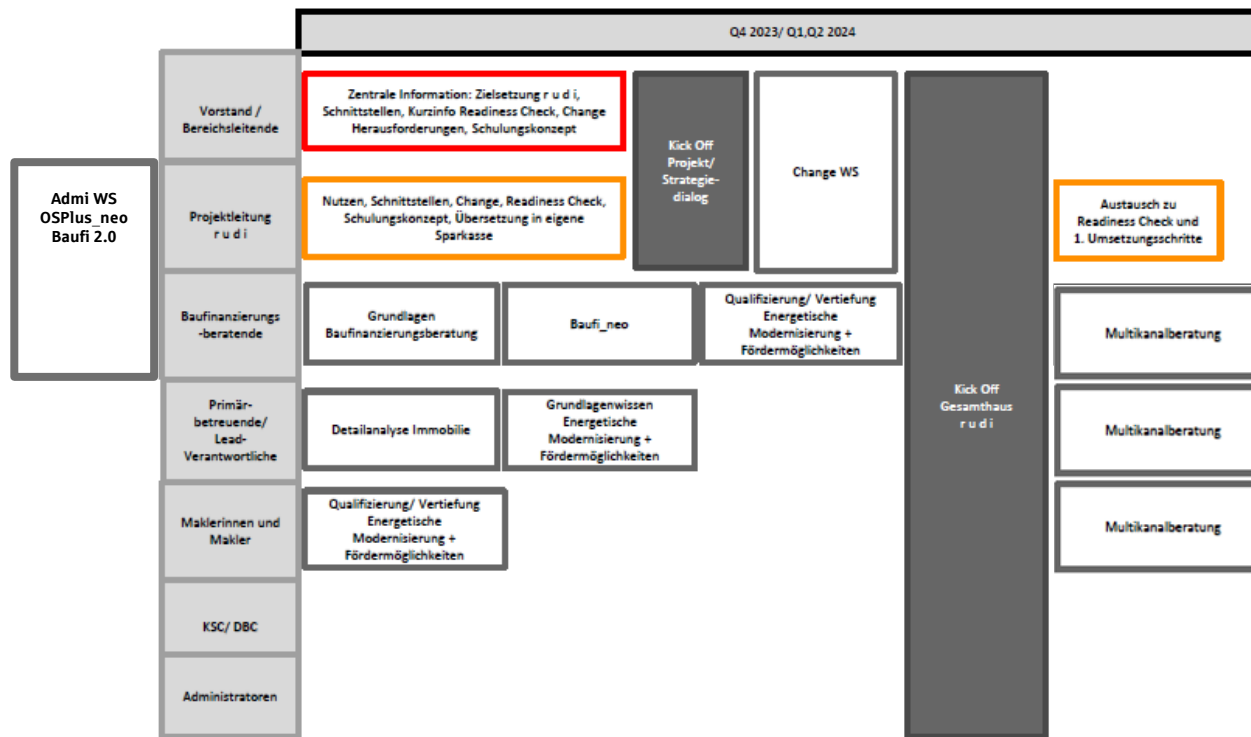 Q4 2023/ Q1,Q2 2024
Vorstand /
Bereichsleitende
Zentrale Information: Zielsetzung r u d i,
Schnittstellen, Kurzinfo Readiness Check, Change
Herausforderungen, Schulungskonzept
Kick Off
Projekt/
Strategie-
dialog
Change WS
Admi WS
OSPlus_neo
Baufi 2.0
Projektleitung
r u d i
Nutzen, Schnittstellen, Change, Readiness Check,
Schulungskonzept, Übersetzung in eigene
Sparkasse
Austausch zu
Readiness Check und
1. Umsetzungsschritte
Baufinanzierungs
-beratende
Grundlagen
Baufinanzierungsberatung
Baufi_neo
Qualifizierung/ Vertiefung
Energetische
Modernisierung +
Fördermöglichkeiten
Multikanalberatung
Primär-
betreuende/
Lead-
Verantwortliche
Detailanalyse Immobilie
Grundlagenwissen
Energetische
Modernisierung +
Fördermöglichkeiten
Kick Off
Gesamthaus
r u d i
Multikanalberatung
Maklerinnen und
Makler
Qualifizierung/ Vertiefung
Energetische
Modernisierung +
Fördermöglichkeiten
Multikanalberatung
KSC/ DBC
Administratoren